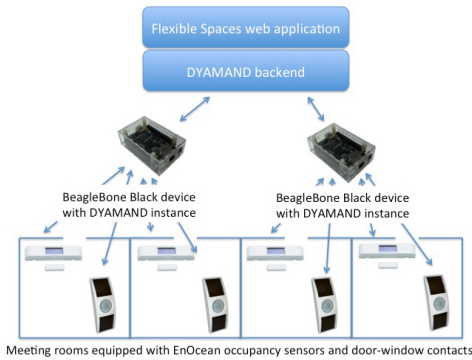 Flexible Spaces web application
DYAMAND backend
BeagleBone Black device
with DYAMAND instance
BeagleBone Black device
with DYAMAND instance
Meeting rooms equipped with EnOcean occupancy sensors and door-window contacts